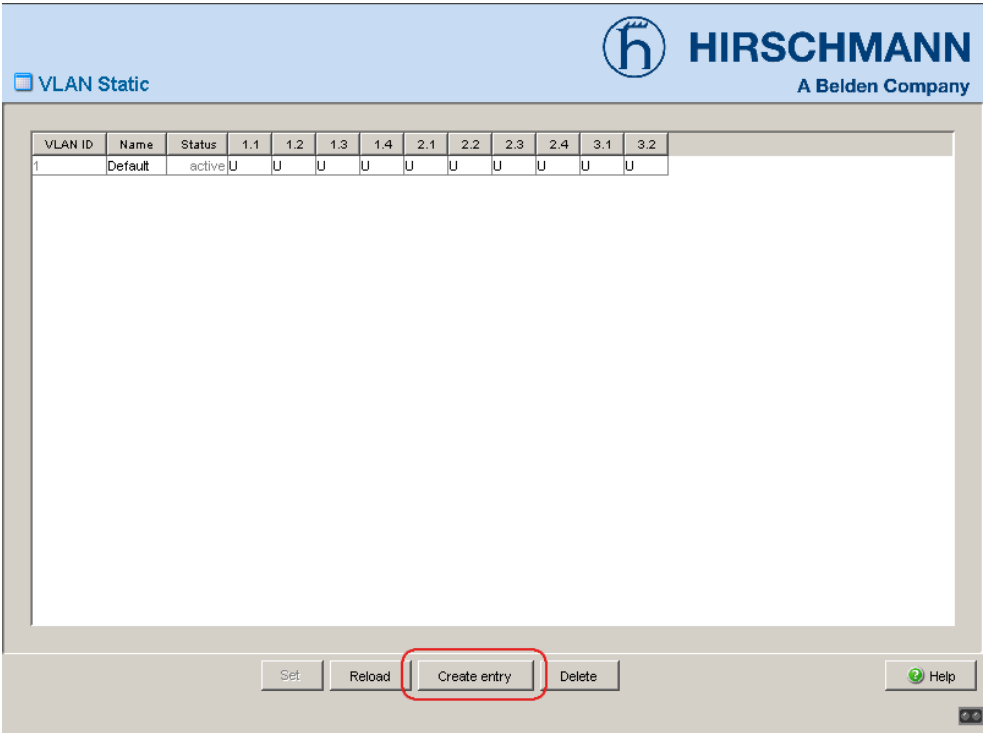 HIRSCHMANN
A Belden Company
VLAN Static
VLAN ID Name Status 1.1 1.2 1.3 1.4 2.1 2.2 2.3 2.4 3.1 3.2
1 Default active U U U U U U U U U U
Set Reload Create entry Delete Help